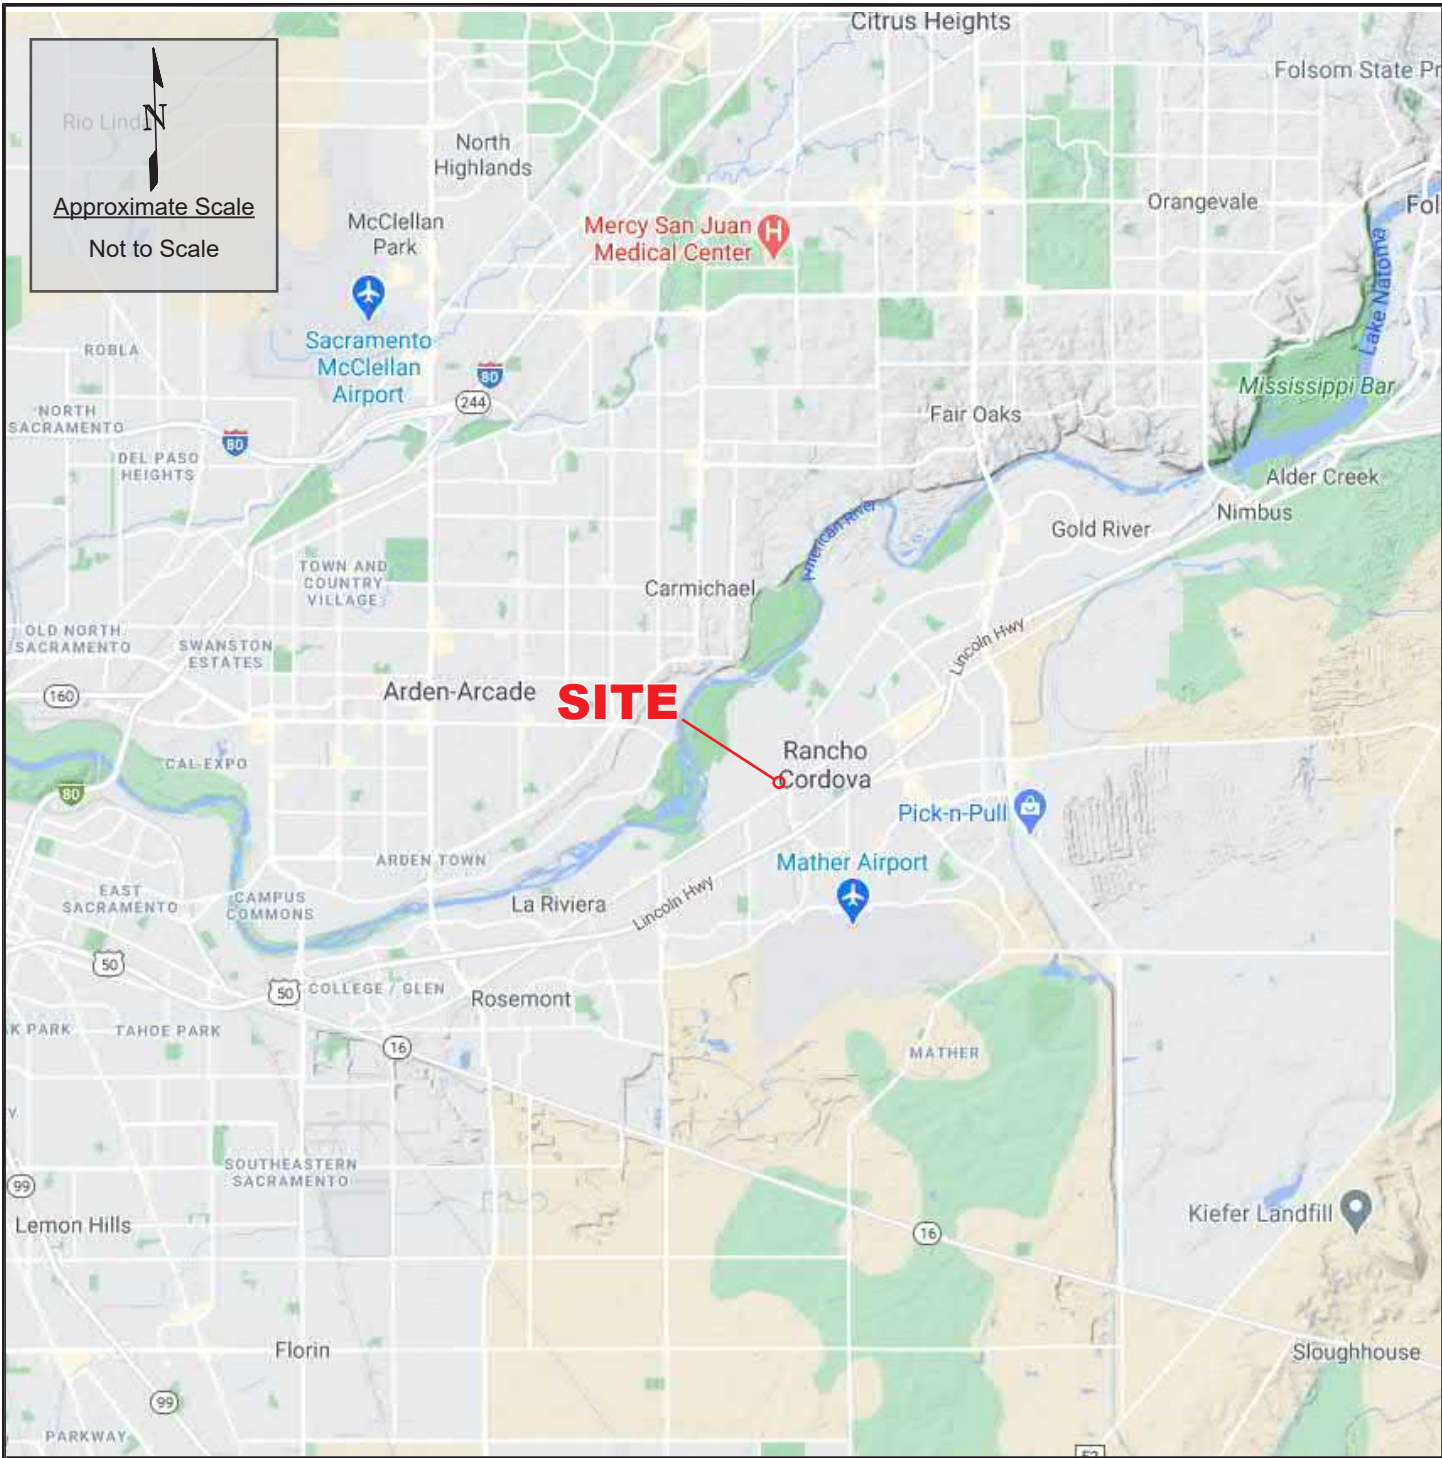 Citrus Heights
Folsom State Pr
N
Rio Lind
North
Highlands
Approximate Scale
Not to Scale
McClellan
Park
Mercy San Juan
Medical Center
H
Orangevale
Fol
Lake Natoma
Sacramento
McClellan
Airport
ROBLA
80
244
Mississippi Bar
NORTH
SACRAMENTO
80
Fair Oaks
DEL PASO
HEIGHTS
Alder Creek
Nimbus
American River
Gold River
TOWN AND
COUNTRY
VILLAGE
Carmichael
OLD NORTH
SACRAMENTO
SWANSTON
ESTATES
Lincoln Hwy
160
Arden-Arcade
SITE
Rancho
Cordova
CAL EXPO
80
Pick-n-Pull
ARDEN TOWN
Mather Airport
EAST
SACRAMENTO
CAMPUS
COMMONS
La Riviera
Lincoln Hwy
50
50
COLLEGE / GLEN
Rosemont
K PARK
TAHOE PARK
16
MATHER
Y
SOUTHEASTERN
SACRAMENTO
99
Lemon Hills
Kiefer Landfill
16
Florin
Sloughhouse
99
PARKWAY